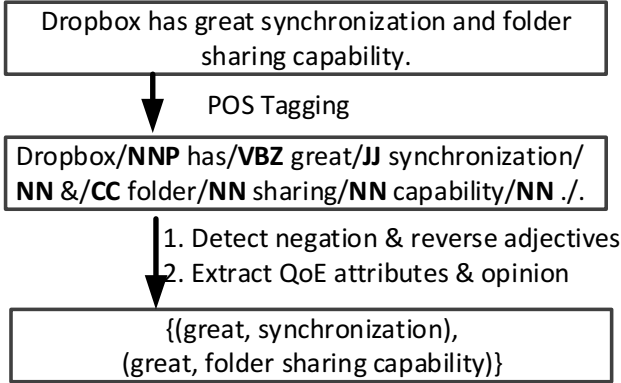 Dropbox has great synchronization and folder
sharing capability.
POS Tagging
Dropbox/NNP has/VBZ great/JJ synchronization/
NN &/CC folder/NN sharing/NN capability/NN ./.
1. Detect negation & reverse adjectives
2. Extract QoE attributes & opinion
{(great, synchronization),
(great, folder sharing capability)}